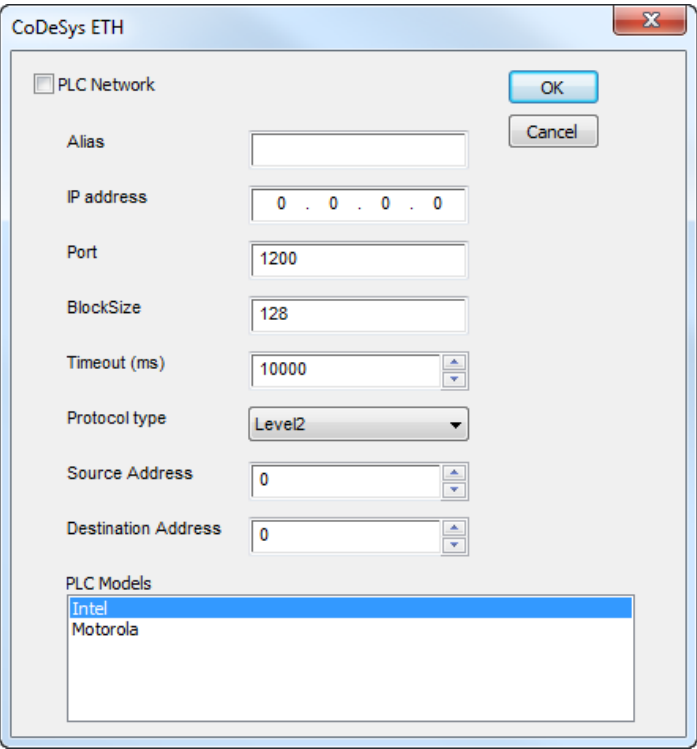 CoDeSys ETH
PLC Network
OK
Cancel
Alias
IP address
0 . 0 . 0 . 0
Port
1200
BlockSize
128
Timeout (ms)
10000
Protocol type
Level2
Source Address
0
Destination Address
0
PLC Models
Intel
Motorola